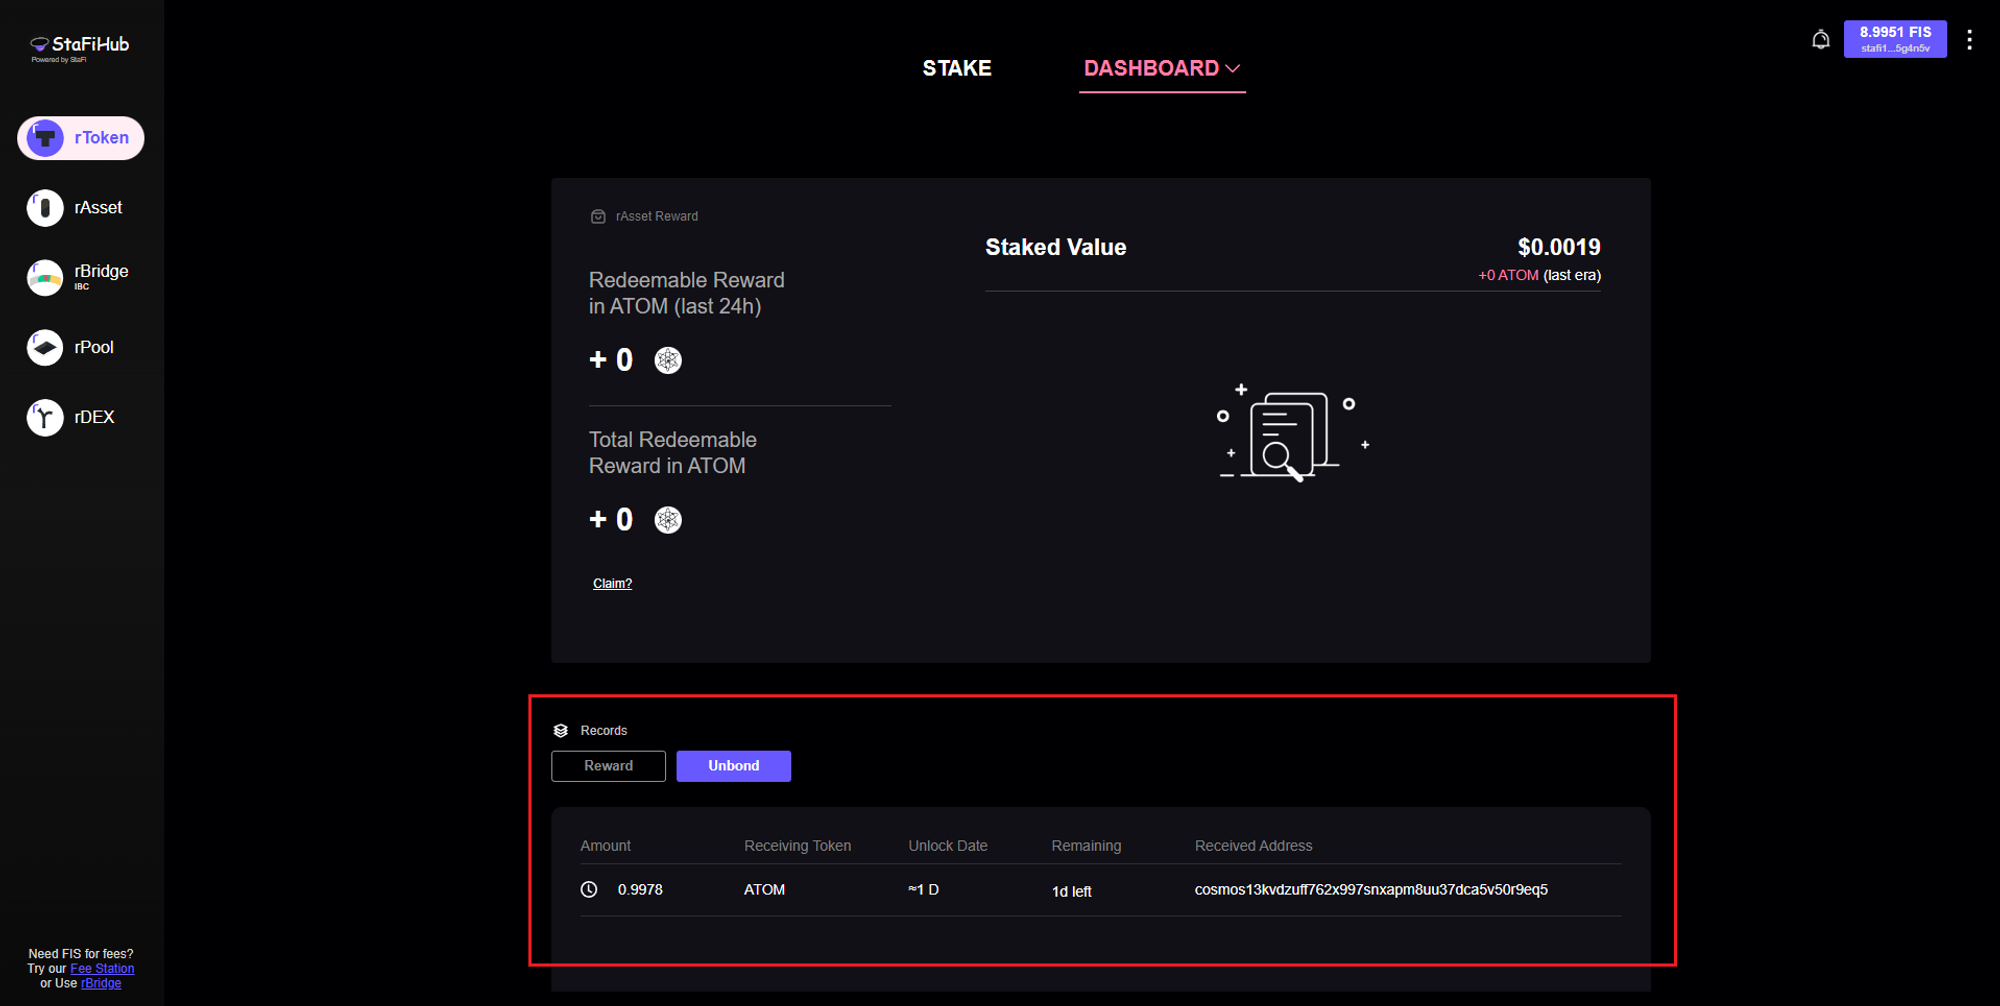 StaFiHub
Powered by StaFi
rToken
rAsset
rBridge
IBC
rPool
rDEX
Need FIS for fees?
Try our Fee Station
or Use rBridge
STAKE
DASHBOARD
8.9951 FIS
stafi1...5g4n5v
rAsset Reward
Redeemable Reward
in ATOM (last 24h)
+ 0
Total Redeemable
Reward in ATOM
+ 0
Claim?
Staked Value
$0.0019
+0 ATOM (last era)
Records
Reward
Unbond
Amount
Receiving Token
Unlock Date
Remaining
Received Address
0.9978
ATOM
≈1 D
1d left
cosmos13kvdzuff762x997snxapm8uu37dca5v50r9eq5